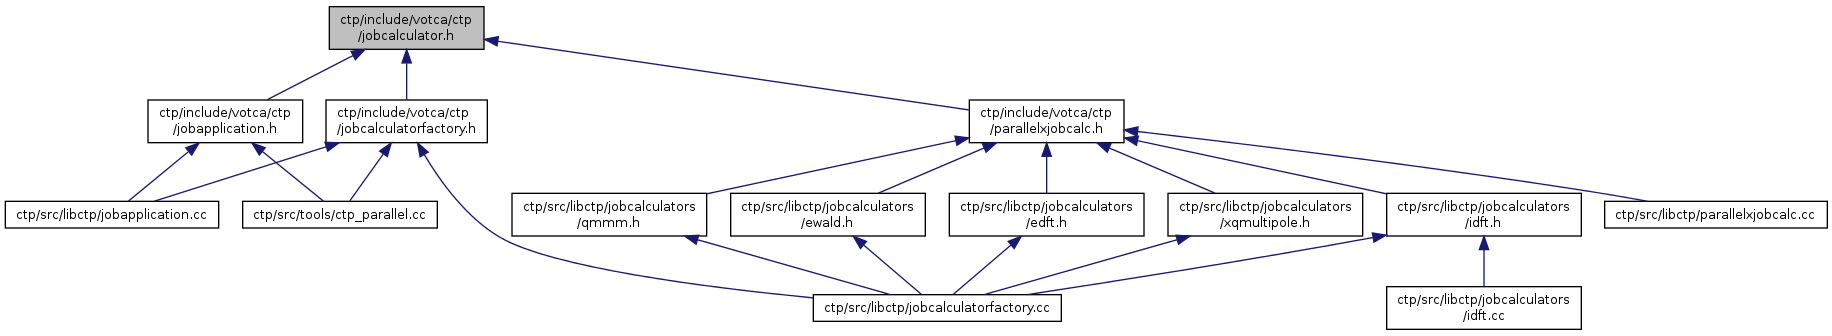 ctp/include/votca/ctp
/jobcalculator.h
ctp/include/votca/ctp
/jobapplication.h
ctp/include/votca/ctp
/jobcalculatorfactory.h
ctp/include/votca/ctp
/parallelxjobcalc.h
ctp/src/libctp/jobapplication.cc
ctp/src/tools/ctp_parallel.cc
ctp/src/libctp/jobcalculators
/qmmm.h
ctp/src/libctp/jobcalculators
/ewald.h
ctp/src/libctp/jobcalculators
/edft.h
ctp/src/libctp/jobcalculators
/xqmultipole.h
ctp/src/libctp/jobcalculators
/idft.h
ctp/src/libctp/parallelxjobcalc.cc
ctp/src/libctp/jobcalculatorfactory.cc
ctp/src/libctp/jobcalculators
/idft.cc